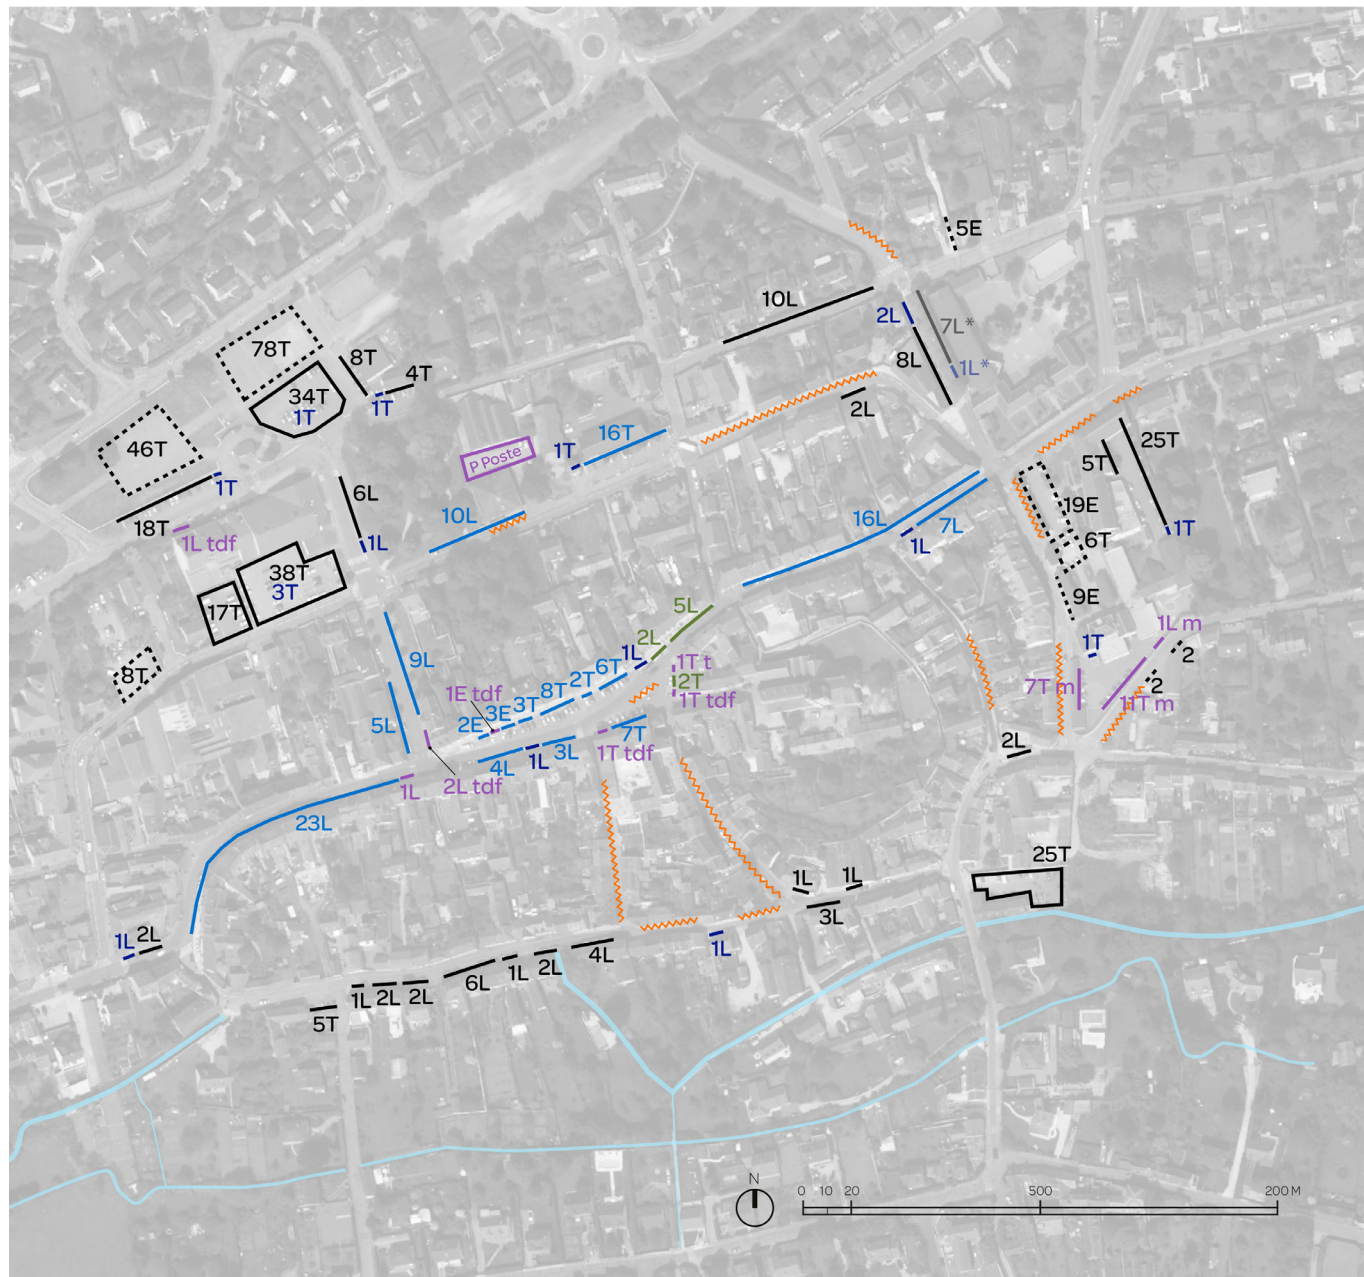 5E
10L
2L
7L*
8L
1L*
78T
8T
4T
34T
1T
1T
2L
46T
16T
1T
25T
P Poste
5T
1T
6L
19E
18T
10L
16L
7L
1T
1L tdf
1L
1L
6T
38T
3T
17T
9E
5L
1L m
2L
1T
2
9L
1L
6T
1T t
8T
2T
2T
7T m
2
1E tdf
8T
3T
1T tdf
11T m
3E
2E
5L
7T
3L
1T tdf
2L
1L
4L
1L
2L tdf
23L
25T
1L
1L
3L
1L
2L
1L
4L
2L
1L
6L
1L
2L
2L
5T
N
0 10 20 500 200 M